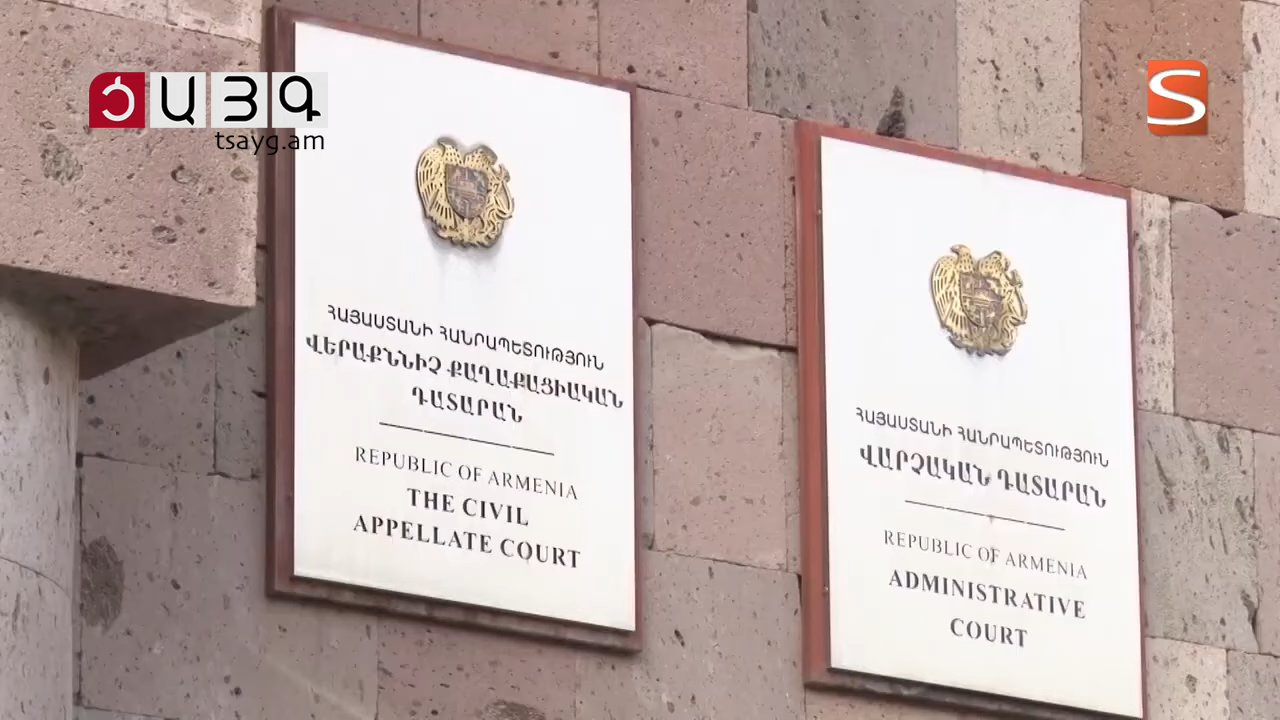 ՑԱՅԳ
tsayg.am
S
ՀԱՅԱՍՏԱՆԻ ՀԱՆՐԱՊԵՏՈՒԹՅՈՒՆ
ՎԵՐԱՔՆՆԻՉ ՔԱՂԱՔԱՑԻԱԿԱՆ
ԴԱՏԱՐԱՆ
REPUBLIC OF ARMENIA
THE CIVIL
APPELLATE COURT
ՀԱՅԱՍՏԱՆԻ ՀԱՆՐԱՊԵՏՈՒԹՅՈՒՆ
ՎԱՐՉԱԿԱՆ ԴԱՏԱՐԱՆ
REPUBLIC OF ARMENIA
ADMINISTRATIVE
COURT